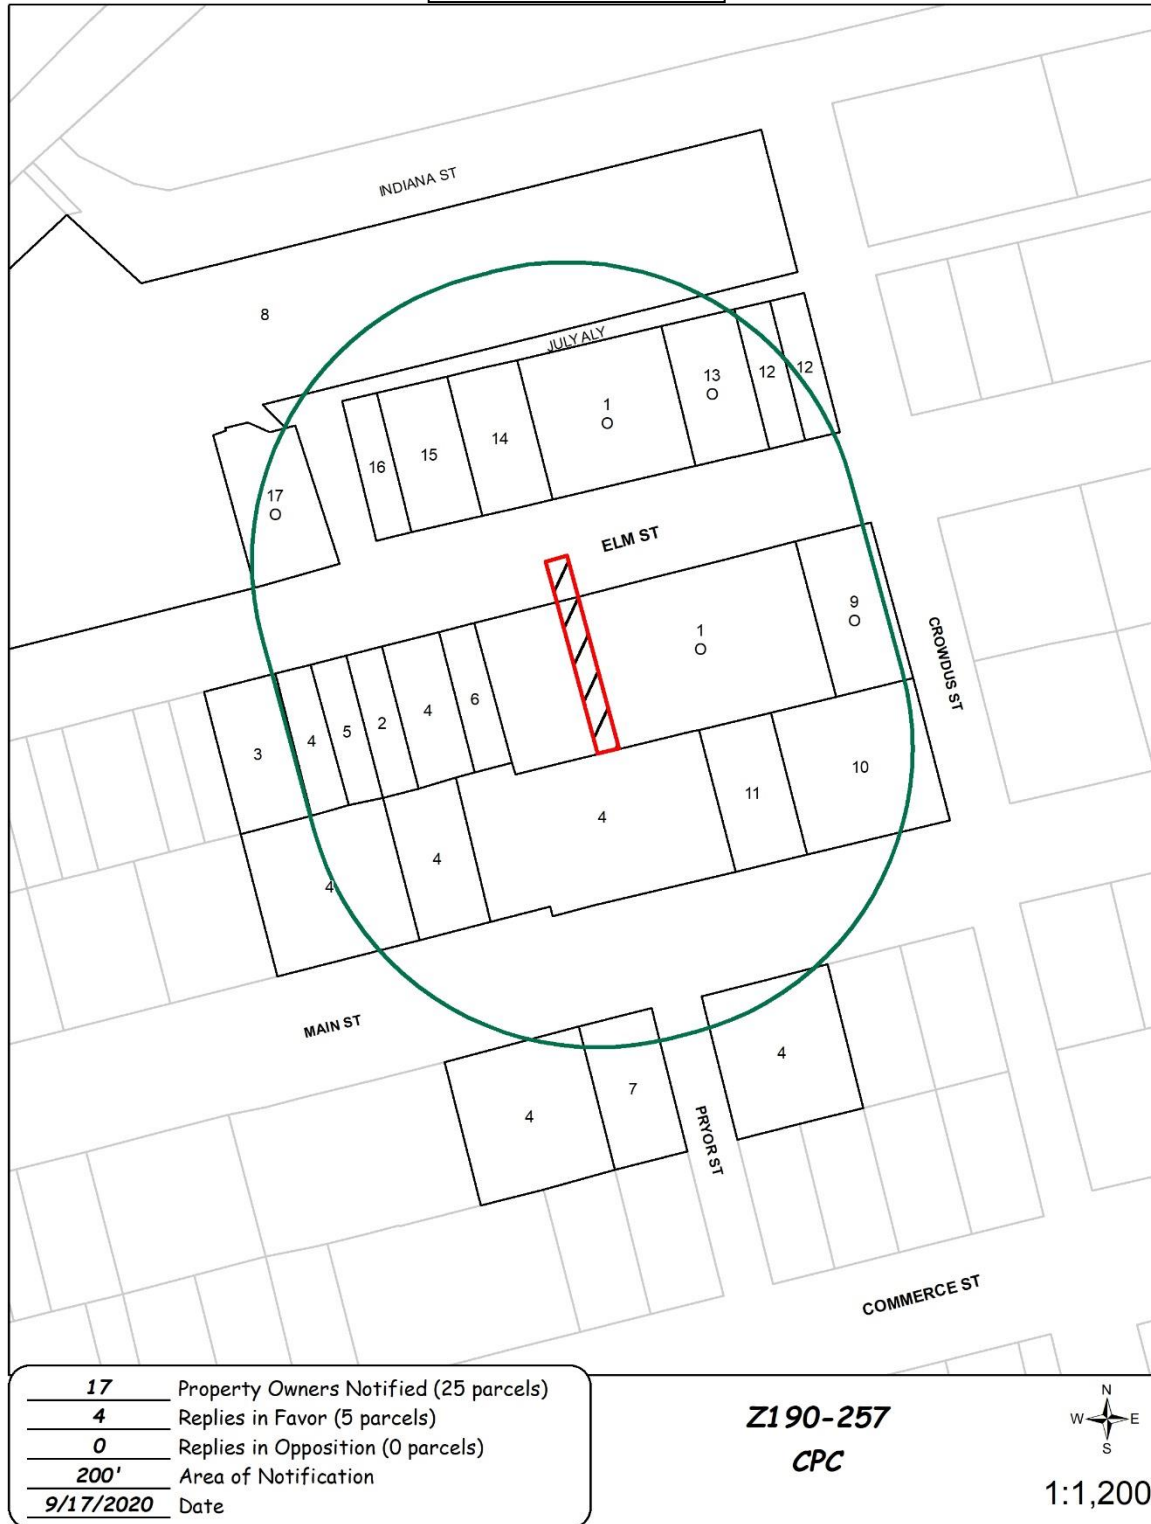 INDIANA ST
8
JULY ALY
12
12
13
1
14
15
16
17
ELM ST
9
1
CROWDUS ST
6
4
2
5
4
3
10
11
4
4
4
MAIN ST
4
4
7
PRYOR ST
COMMERCE ST
17 Property Owners Notified (25 parcels)
4 Replies in Favor (5 parcels)
0 Replies in Opposition (0 parcels)
200' Area of Notification
9/17/2020 Date
Z190-257
CPC
N
W E
S
1:1,200